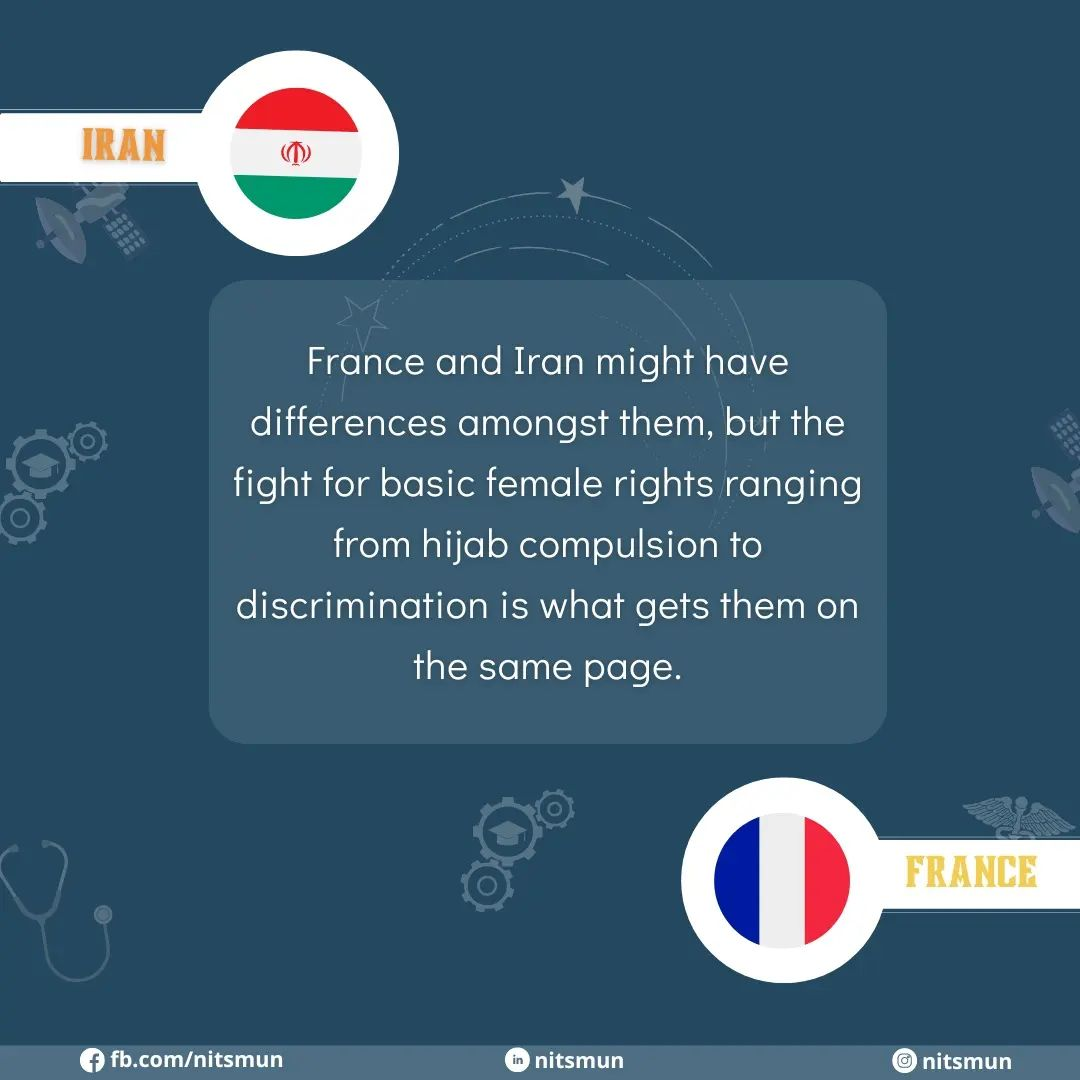 IRAN
France and Iran might have
differences amongst them, but the
fight for basic female rights ranging
from hijab compulsion to
discrimination is what gets them on
the same page.
FRANCE
fb.com/nitsmun
nitsmun
nitsmun